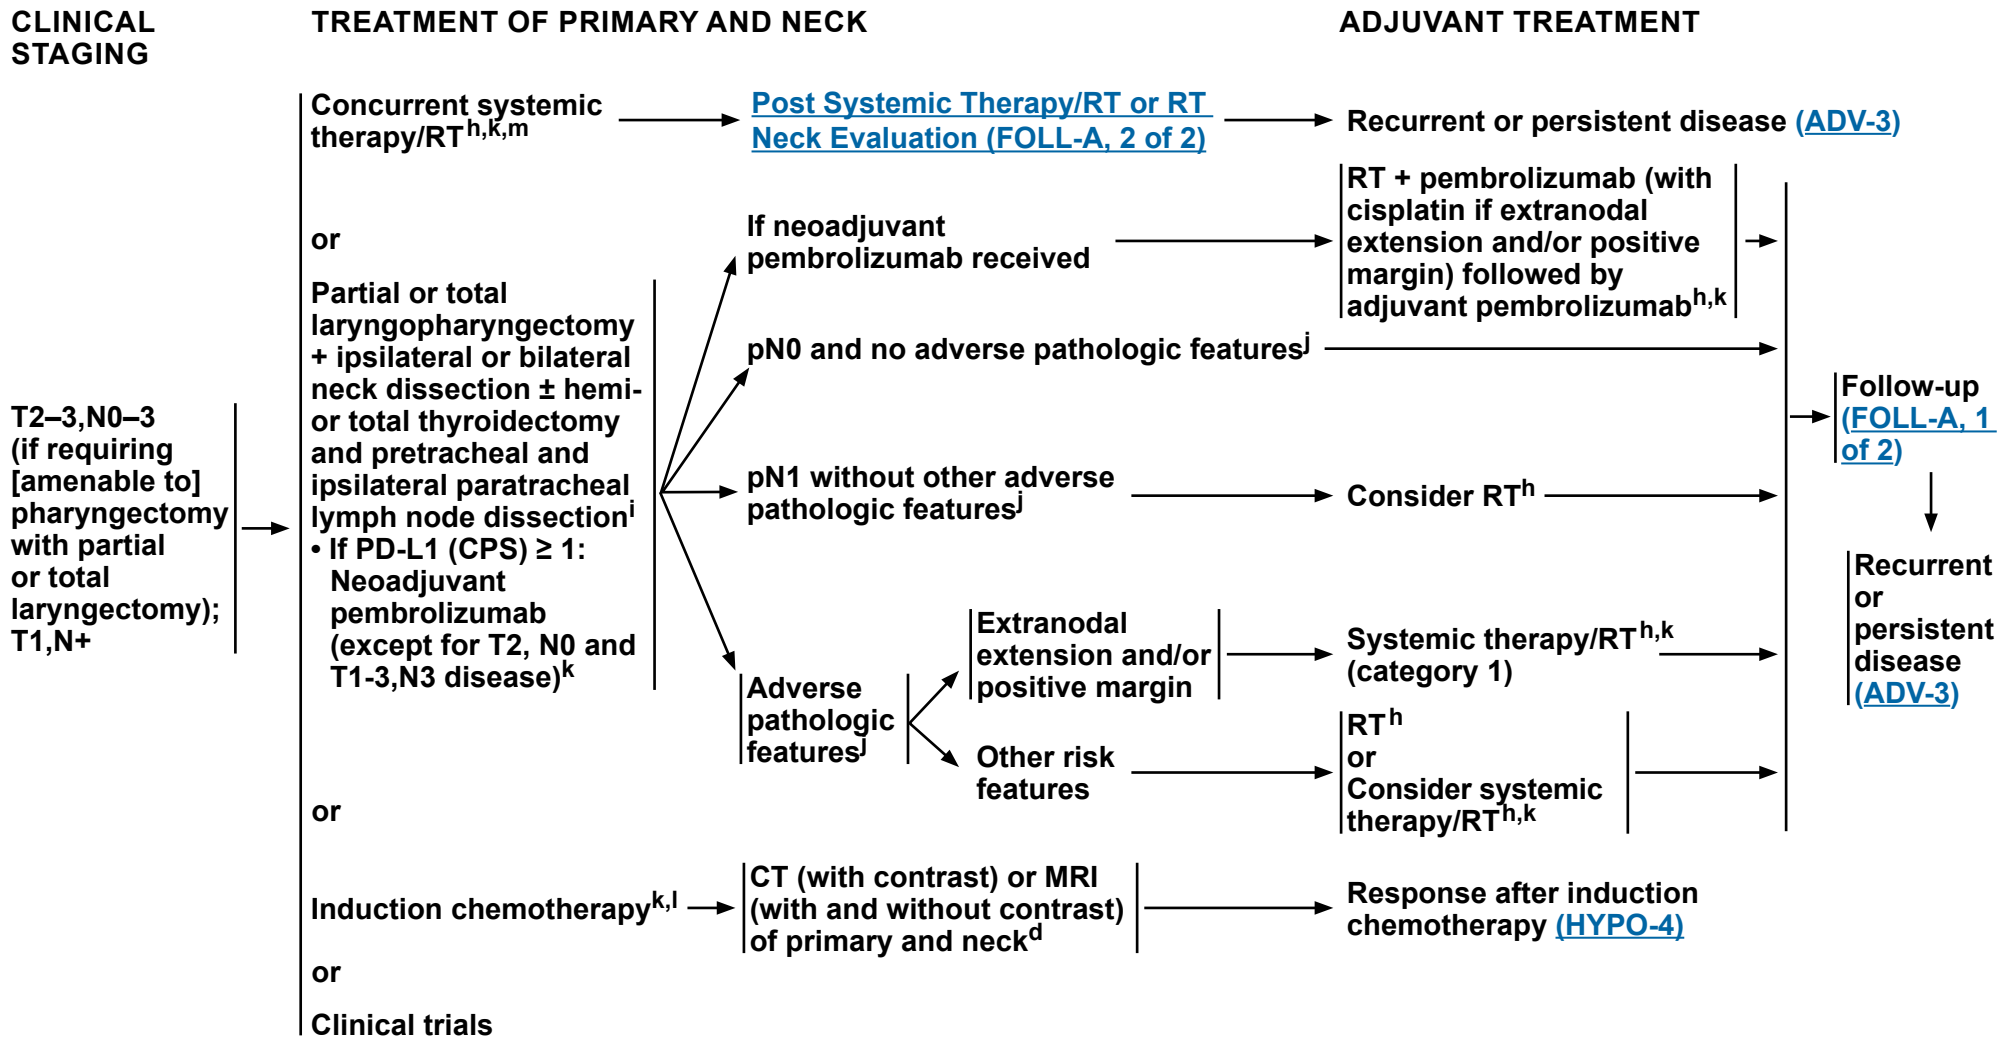 CLINICAL
STAGING
TREATMENT OF PRIMARY AND NECK
ADJUVANT TREATMENT
T2–3,N0–3
(if requiring
[amenable to]
pharyngectomy
with partial
or total
laryngectomy);
T1,N+
Concurrent systemic
therapy/RTh,k,m
Post Systemic Therapy/RT or RT
Neck Evaluation (FOLL-A, 2 of 2)
Recurrent or persistent disease (ADV-3)
or
Partial or total
laryngopharyngectomy
+ ipsilateral or bilateral
neck dissection ± hemi-
or total thyroidectomy
and pretracheal and
ipsilateral paratracheal
lymph node dissectioni
• If PD-L1 (CPS) ≥ 1:
Neoadjuvant
pembrolizumab
(except for T2, N0 and
T1-3,N3 disease)k
If neoadjuvant
pembrolizumab received
RT + pembrolizumab (with
cisplatin if extranodal
extension and/or positive
margin) followed by
adjuvant pembrolizumabh,k
pN0 and no adverse pathologic featuresj
pN1 without other adverse
pathologic featuresj
Consider RTh
Adverse
pathologic
featuresj
Extranodal
extension and/or
positive margin
Systemic therapy/RTh,k
(category 1)
Other risk
features
RTh
or
Consider systemic
therapy/RTh,k
Follow-up
(FOLL-A, 1
of 2)
Recurrent
or
persistent
disease
(ADV-3)
or
Induction chemotherapyk,l
CT (with contrast) or MRI
(with and without contrast)
of primary and neckd
Response after induction
chemotherapy (HYPO-4)
or
Clinical trials